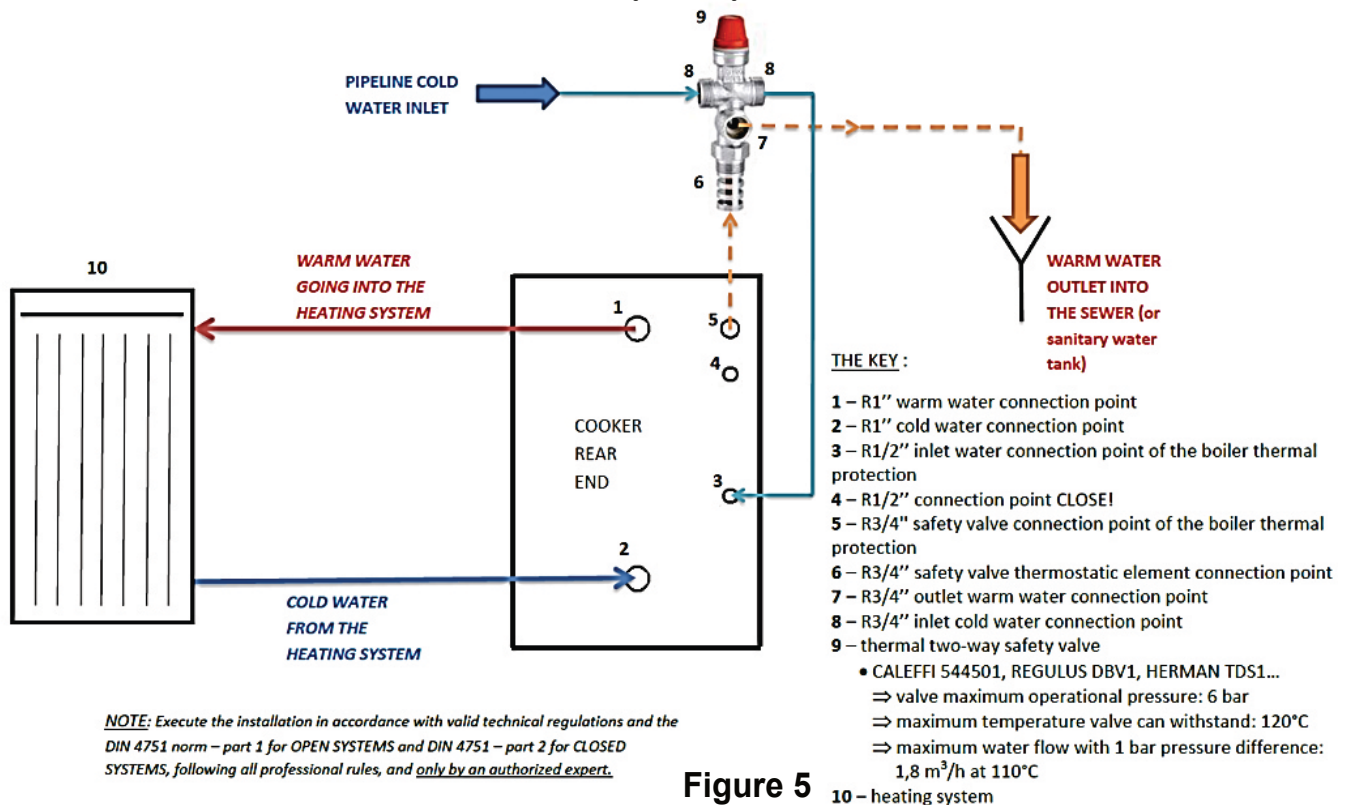 9
8
8
PIPELINE COLD
WATER INLET
7
6
10
WARM WATER
GOING INTO THE
HEATING SYSTEM
1
5
4
COOKER
REAR
END
3
2
COLD WATER
FROM THE
HEATING SYSTEM
WARM WATER
OUTLET INTO
THE SEWER (or
sanitary water
tank)
THE KEY :
1 – R1’’ warm water connection point
2 – R1’’ cold water connection point
3 – R1/2’’ inlet water connection point of the boiler thermal
protection
4 – R1/2’’ connection point CLOSE!
5 – R3/4" safety valve connection point of the boiler thermal
protection
6 – R3/4’’ safety valve thermostatic element connection point
7 – R3/4’’ outlet warm water connection point
8 – R3/4’’ inlet cold water connection point
9 – thermal two-way safety valve
• CALEFFI 544501, REGULUS DBV1, HERMAN TDS1...
⇒ valve maximum operational pressure: 6 bar
⇒ maximum temperature valve can withstand: 120°C
⇒ maximum water flow with 1 bar pressure difference:
1,8 m³/h at 110°C
10 – heating system
NOTE: Execute the installation in accordance with valid technical regulations and the
DIN 4751 norm – part 1 for OPEN SYSTEMS and DIN 4751 – part 2 for CLOSED
SYSTEMS, following all professional rules, and only by an authorized expert.
Figure 5